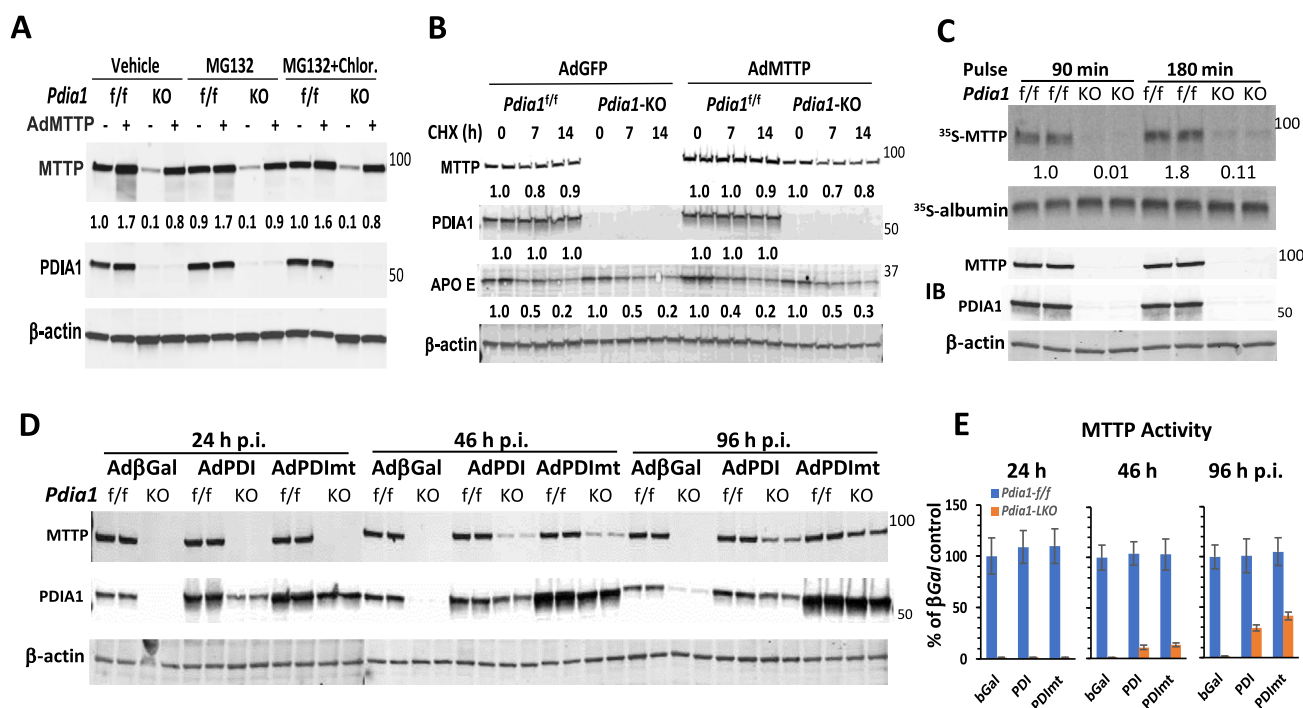 A
Vehicle MG132 MG132+Chlor.
Pdia1 f/f KO f/f KO f/f KO
AdMTTP - + - + - + - + - + - +
MTTP 100
1.0 1.7 0.1 0.8 0.9 1.7 0.1 0.9 1.0 1.6 0.1 0.8
PDIA1 50
β-actin
B
AdGFP AdMTTP
Pdia1f/f Pdia1-KO Pdia1f/f Pdia1-KO
CHX (h) 0 7 14 0 7 14 0 7 14 0 7 14
MTTP 100
1.0 0.8 0.9 1.0 1.0 0.9 1.0 0.7 0.8
PDIA1 50
1.0 1.0 1.0 1.0 1.0 1.0
APO E 37
1.0 0.5 0.2 1.0 0.5 0.2 1.0 0.4 0.2 1.0 0.5 0.3
β-actin
C
Pulse 90 min 180 min
Pdia1 f/f f/f KO KO f/f f/f KO KO
35S-MTTP 100
1.0 0.01 1.8 0.11
35S-albumin
MTTP 100
IB
PDIA1 50
β-actin
D
24 h p.i. 46 h p.i. 96 h p.i.
AdβGal AdPDI AdPDImt AdβGal AdPDI AdPDImt AdβGal AdPDI AdPDImt
Pdia1 f/f KO f/f KO f/f KO f/f KO f/f KO f/f KO f/f KO f/f KO f/f KO
MTTP 100
PDIA1 50
β-actin
E
MTTP Activity
24 h 46 h 96 h p.i.
% of βGal control
150
100
50
0
Pdia1-f/f
Pdia1-LKO
bGal PDI PDImt bGal PDI PDImt bGal PDI PDImt